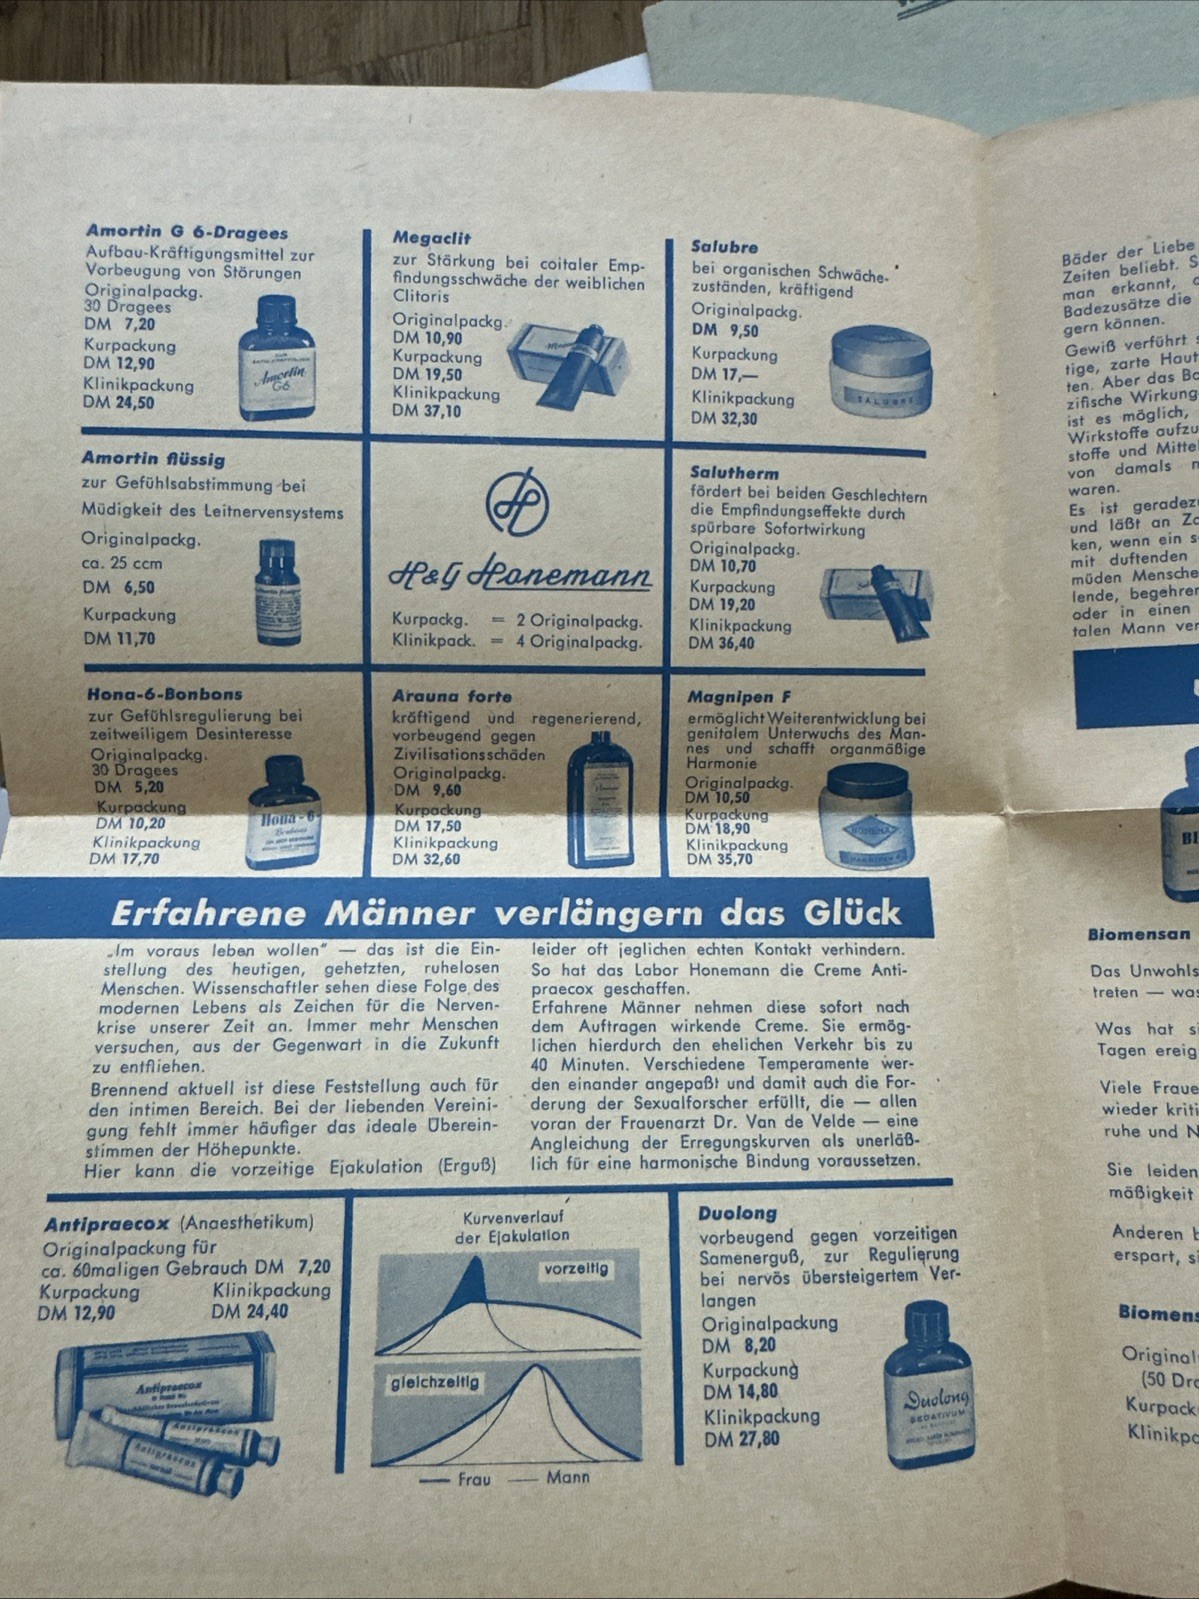 Amortin G 6-Dragees
Aufbau-Kräftigungsmittel zur
Vorbeugung von Störungen
Originalpackg.
30 Dragees
DM 7,20
Kurpackung
DM 12,90
Klinikpackung
DM 24,50
Amortin
G6
Megaclit
zur Stärkung bei coitaler Emp-
findungsschwäche der weiblichen
Clitoris
Originalpackg.
DM 10,90
Kurpackung
DM 19,50
Klinikpackung
DM 37,10
Salubre
bei organischen Schwäche-
zuständen, kräftigend
Originalpackg.
DM 9,50
Kurpackung
DM 17,—
Klinikpackung
DM 32,30
SALUBRE
Amortin flüssig
zur Gefühlsabstimmung bei
Müdigkeit des Leitnervensystems
Originalpackg.
ca. 25 ccm
DM 6,50
Kurpackung
DM 11,70
H&G Honemann
Kurpackg. = 2 Originalpackg.
Klinikpack. = 4 Originalpackg.
Salutherm
fördert bei beiden Geschlechtern
die Empfindungseffekte durch
spürbare Sofortwirkung
Originalpackg.
DM 10,70
Kurpackung
DM 19,20
Klinikpackung
DM 36,40
Hona-6-Bonbons
zur Gefühlsregulierung bei
zeitweiligem Desinteresse
Originalpackg.
30 Dragees
DM 5,20
Kurpackung
DM 10,20
Klinikpackung
DM 17,70
Hona-6
Bonbons
Arauna forte
kräftigend und regenerierend,
vorbeugend gegen
Zivilisationsschäden
Originalpackg.
DM 9,60
Kurpackung
DM 17,50
Klinikpackung
DM 32,60
Magnipen F
ermöglicht Weiterentwicklung bei
genitalem Unterwuchs des Man-
nes und schafft organmäßige
Harmonie
Originalpackg.
DM 10,50
Kurpackung
DM 18,90
Klinikpackung
DM 35,70
HONEMA
MAGNIPEN F
Erfahrene Männer verlängern das Glück
„Im voraus leben wollen" — das ist die Ein-
stellung des heutigen, gehetzten, ruhelosen
Menschen. Wissenschaftler sehen diese Folge des
modernen Lebens als Zeichen für die Nerven-
krise unserer Zeit an. Immer mehr Menschen
versuchen, aus der Gegenwart in die Zukunft
zu entfliehen.
Brennend aktuell ist diese Feststellung auch für
den intimen Bereich. Bei der liebenden Vereini-
gung fehlt immer häufiger das ideale Überein-
stimmen der Höhepunkte.
Hier kann die vorzeitige Ejakulation (Erguß)
leider oft jeglichen echten Kontakt verhindern.
So hat das Labor Honemann die Creme Anti-
praecox geschaffen.
Erfahrene Männer nehmen diese sofort nach
dem Auftragen wirkende Creme. Sie ermög-
lichen hierdurch den ehelichen Verkehr bis zu
40 Minuten. Verschiedene Temperamente wer-
den einander angepaßt und damit auch die For-
derung der Sexualforscher erfüllt, die — allen
voran der Frauenarzt Dr. Van de Velde — eine
Angleichung der Erregungskurven als unerläß-
lich für eine harmonische Bindung voraussetzen.
Antipraecox (Anaesthetikum)
Originalpackung für
ca. 60maligen Gebrauch DM 7,20
Kurpackung Klinikpackung
DM 12,90 DM 24,40
Antipraecox
Antipraecox
Antipraecox
Kurvenverlauf
der Ejakulation
vorzeitig
gleichzeitig
Frau Mann
Duolong
vorbeugend gegen vorzeitigen
Samenerguß, zur Regulierung
bei nervös übersteigertem Ver-
langen
Originalpackung
DM 8,20
Kurpackung
DM 14,80
Klinikpackung
DM 27,80
Duolong
SEDATIVUM
Bäder der Liebe
Zeiten beliebt. S
man erkannt,
Badezusätze die
gern können.
Gewiß verführt s
tige, zarte Haut
ten. Aber das Ba
zifische Wirkung
ist es möglich,
Wirkstoffe aufzu
stoffe und Mitte
von damals
waren.
Es ist geradez
und läßt an Za
ken, wenn ein s
mit duftenden
müden Mensche
lende, begehrer
oder in einen
talen Mann ver
Biomensan
Das Unwohls
treten — was
Was hat si
Tagen ereig
Viele Fraue
wieder kriti
ruhe und N
Sie leiden
mäßigkeit
Anderen b
erspart, si
Biomens
Original
(50 Dra
Kurpack
Klinikpa